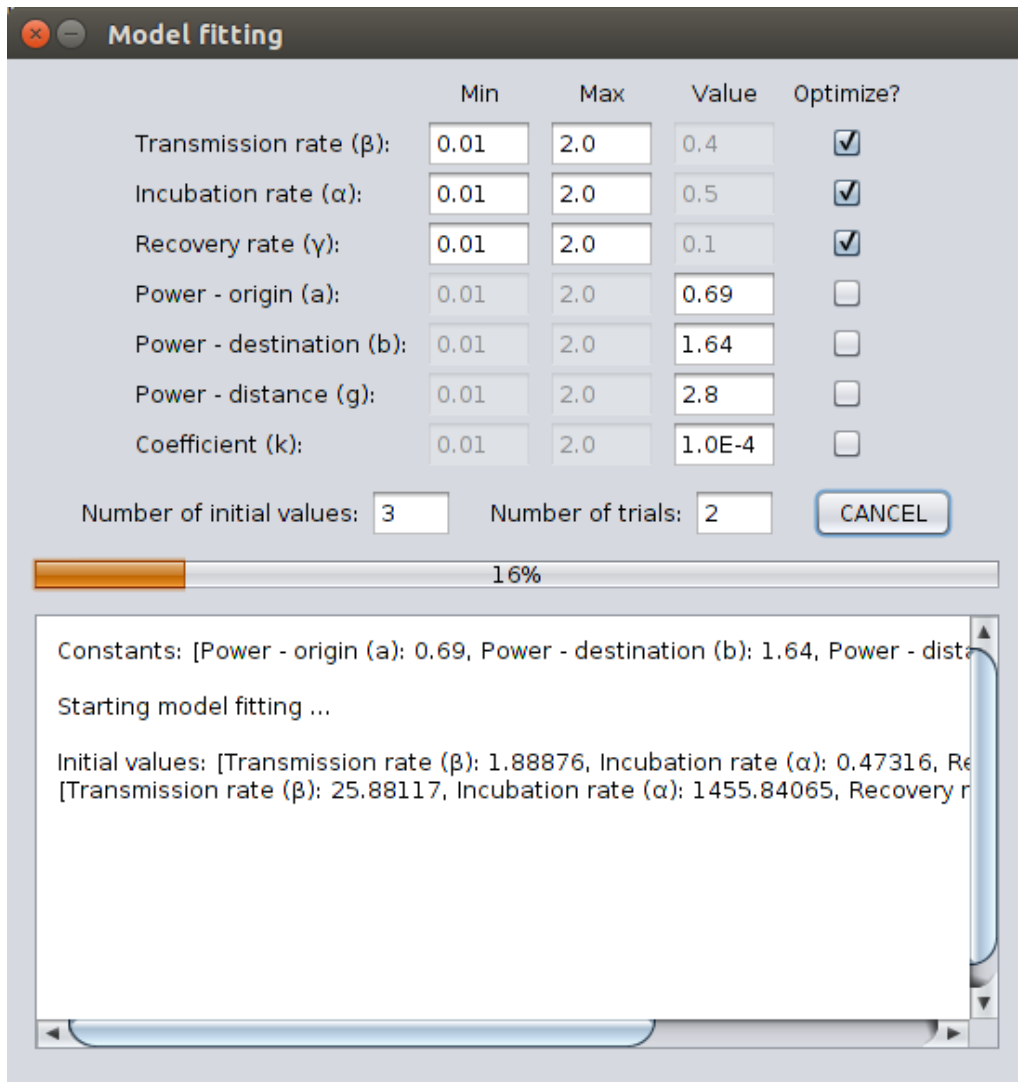 Model fitting
Min Max Value Optimize?
Transmission rate (β): 0.01 2.0 0.4
Incubation rate (α): 0.01 2.0 0.5
Recovery rate (γ): 0.01 2.0 0.1
Power - origin (a): 0.01 2.0 0.69
Power - destination (b): 0.01 2.0 1.64
Power - distance (g): 0.01 2.0 2.8
Coefficient (k): 0.01 2.0 1.0E-4
Number of initial values: 3 Number of trials: 2 CANCEL
16%
Constants: [Power - origin (a): 0.69, Power - destination (b): 1.64, Power - dista
Starting model fitting ...
Initial values: [Transmission rate (β): 1.88876, Incubation rate (α): 0.47316, Re
[Transmission rate (β): 25.88117, Incubation rate (α): 1455.84065, Recovery r